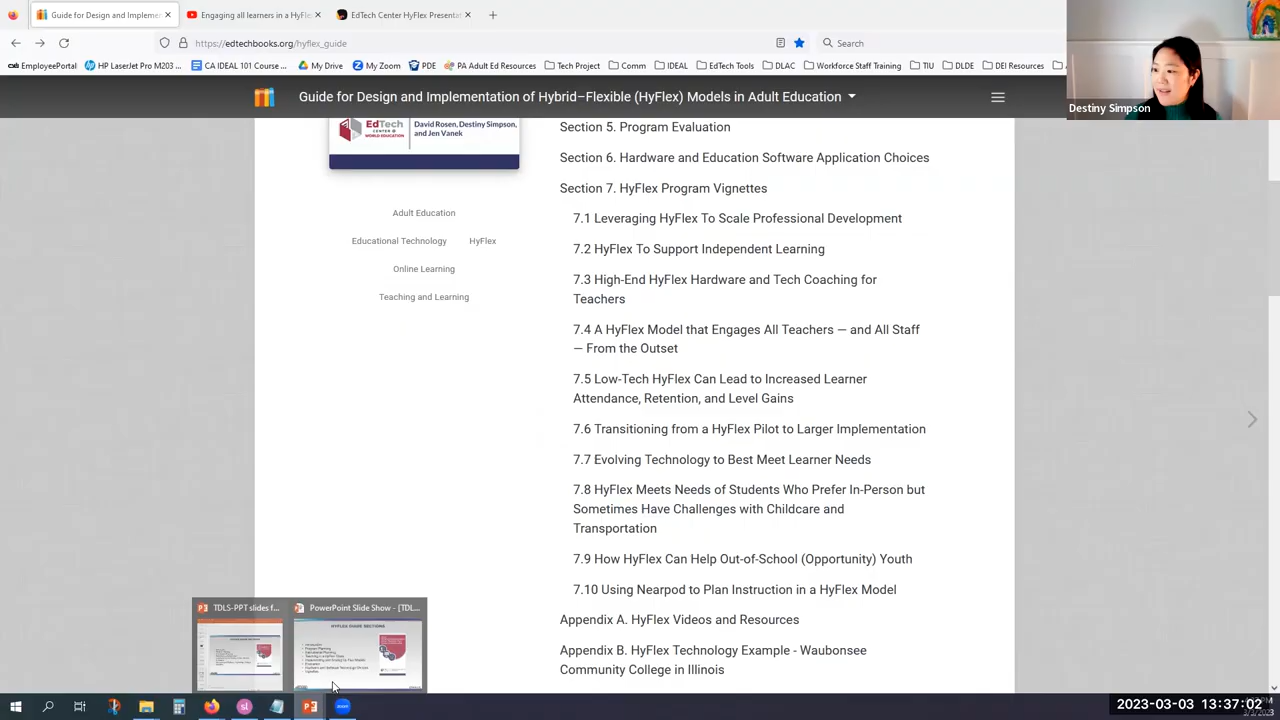 Guide for Design and Impleme
Engaging all learners in a HyFle
EdTech Center HyFlex Presentat
https://edtechbooks.org/hyflex_guide
Search
EmployeePortal
HP LaserJet Pro M203 ...
CA IDEAL 101 Course ...
My Drive
My Zoom
PDE
PA Adult Ed Resources
Tech Project
Comm
IDEAL
EdTech Tools
DLAC
Workforce Staff Training
TIU
DLDE
DEI Resources
Destiny Simpson
Guide for Design and Implementation of Hybrid–Flexible (HyFlex) Models in Adult Education
EdTech
CENTER @
WORLD EDUCATION
David Rosen, Destiny Simpson,
and Jen Vanek
Adult Education
Educational Technology HyFlex
Online Learning
Teaching and Learning
Section 5. Program Evaluation
Section 6. Hardware and Education Software Application Choices
Section 7. HyFlex Program Vignettes
7.1 Leveraging HyFlex To Scale Professional Development
7.2 HyFlex To Support Independent Learning
7.3 High-End HyFlex Hardware and Tech Coaching for
Teachers
7.4 A HyFlex Model that Engages All Teachers — and All Staff
— From the Outset
7.5 Low-Tech HyFlex Can Lead to Increased Learner
Attendance, Retention, and Level Gains
7.6 Transitioning from a HyFlex Pilot to Larger Implementation
7.7 Evolving Technology to Best Meet Learner Needs
7.8 HyFlex Meets Needs of Students Who Prefer In-Person but
Sometimes Have Challenges with Childcare and
Transportation
7.9 How HyFlex Can Help Out-of-School (Opportunity) Youth
7.10 Using Nearpod to Plan Instruction in a HyFlex Model
Appendix A. HyFlex Videos and Resources
Appendix B. HyFlex Technology Example - Waubonsee
Community College in Illinois
TDLS-PPT slides f...
PowerPoint Slide Show - [TDL...
HYFLEX GUIDE SECTIONS
zoom
2023-03-03 13:37:02